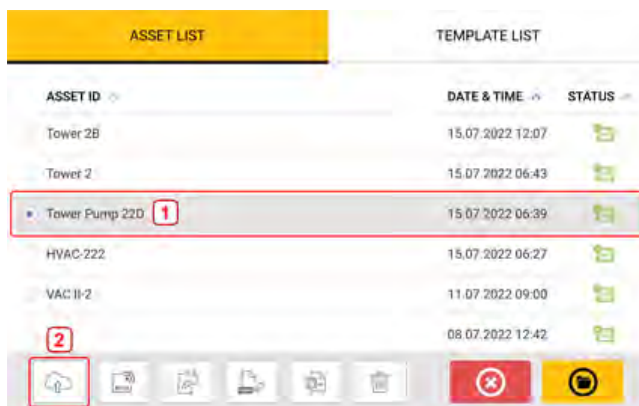 ASSET LIST TEMPLATE LIST
ASSET ID DATE & TIME STATUS
Tower 2B 15.07.2022 12:07
Tower 2 15.07.2022 06:43
Tower Pump 22D 1 15.07.2022 06:39
HVAC-222 15.07.2022 06:27
VAC II-2 11.07.2022 09:00
2 08.07.2022 12:42